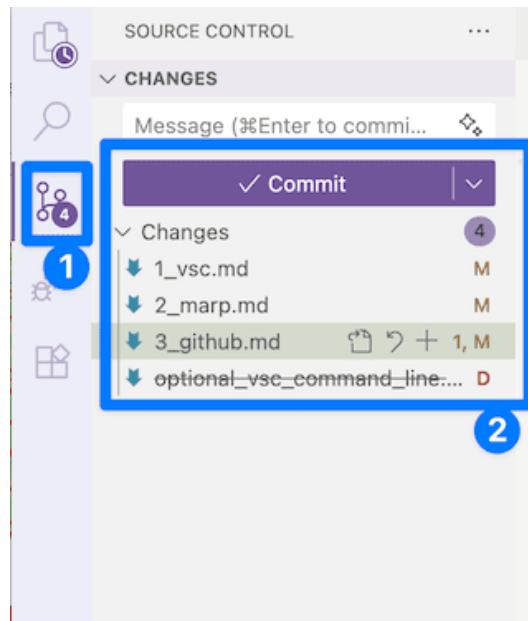 SOURCE CONTROL
CHANGES
Message (⌘Enter to commi...
Commit
4
Changes 4
1
1_vsc.md M
2_marp.md M
3_github.md 1, M
optional_vsc_command_line.... D
2